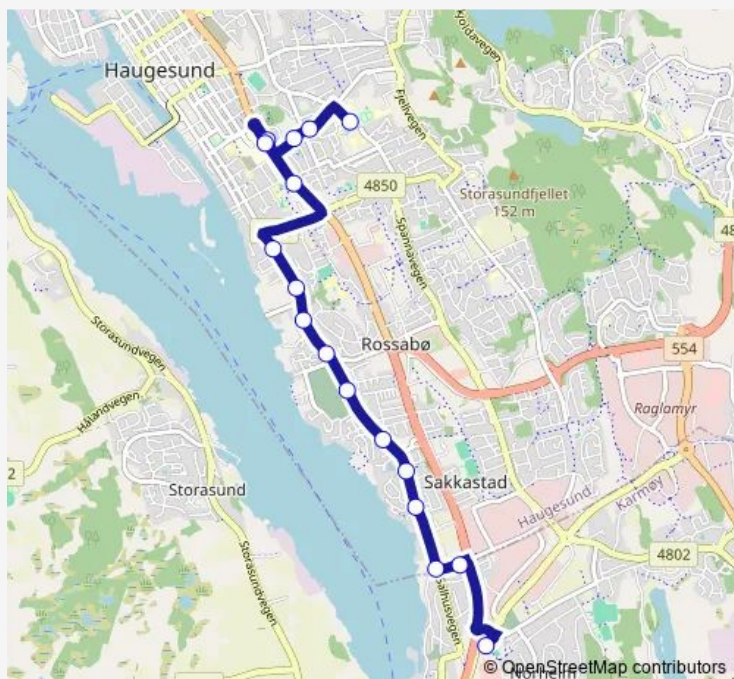 Haugesund
Fjellvegen
4850
Storasundfjellet
152 m
Spannavegen
48
Storasundvegen
Rossabø
554
Hålandvegen
Raglamyr
2
Sakkastad
Storasund
Haugesund
Karmøy
Storasundvegen
4802
Salhusvegen
Norheim
© OpenStreetMap contributors